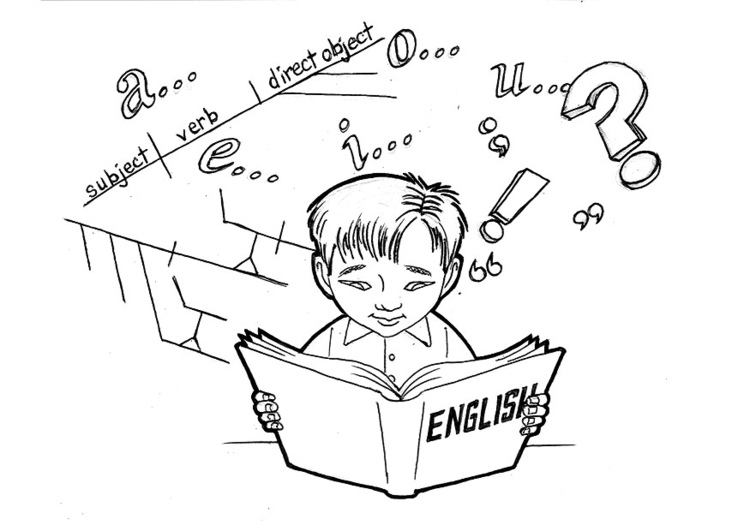 a...
e...
i...
o...
u...
?
;
!
"
"
subject verb direct object
ENGLISH